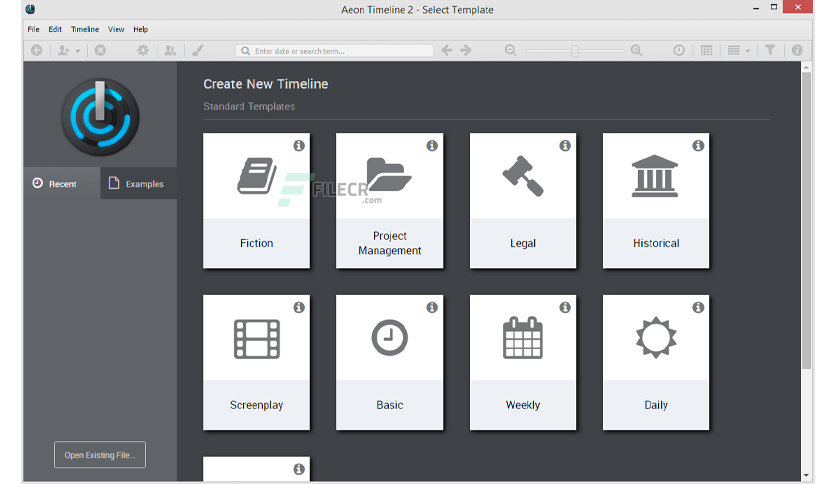 Aeon Timeline 2 - Select Template
File Edit Timeline View Help
Enter date or search term...
Create New Timeline
Standard Templates
Recent
Examples
FILECR
.com
Fiction
Project
Management
Legal
Historical
Screenplay
Basic
Weekly
Daily
Open Existing File...